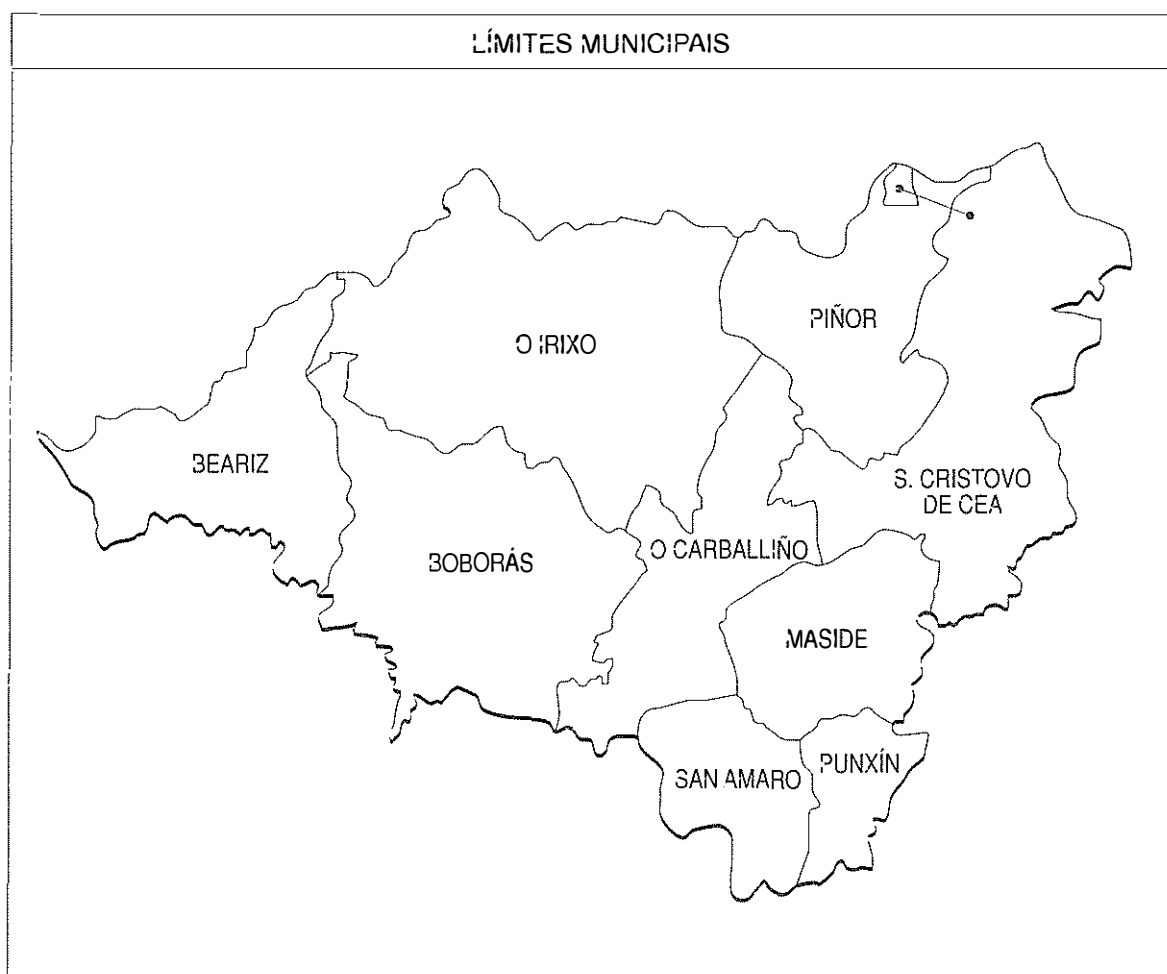 LÍMITES MUNICIPAIS
PIÑOR
O IRIXO
BEARIZ
S. CRISTOVO
DE CEA
O CARBALLIÑO
BOBORÁS
MASIDE
PUNXÍN
SAN AMARO